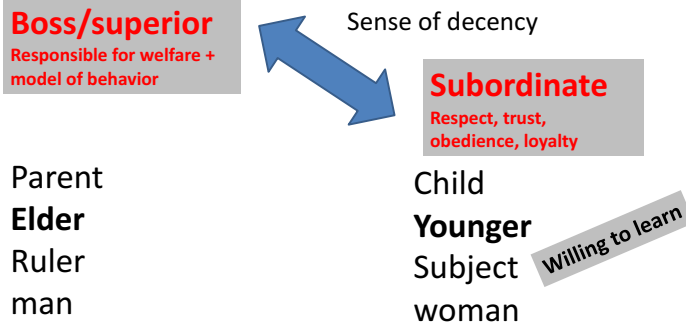 Boss/superior
Responsible for welfare +
model of behavior
Sense of decency
Subordinate
Respect, trust,
obedience, loyalty
Parent
Elder
Ruler
man
Child
Younger
Subject
woman
Willing to learn